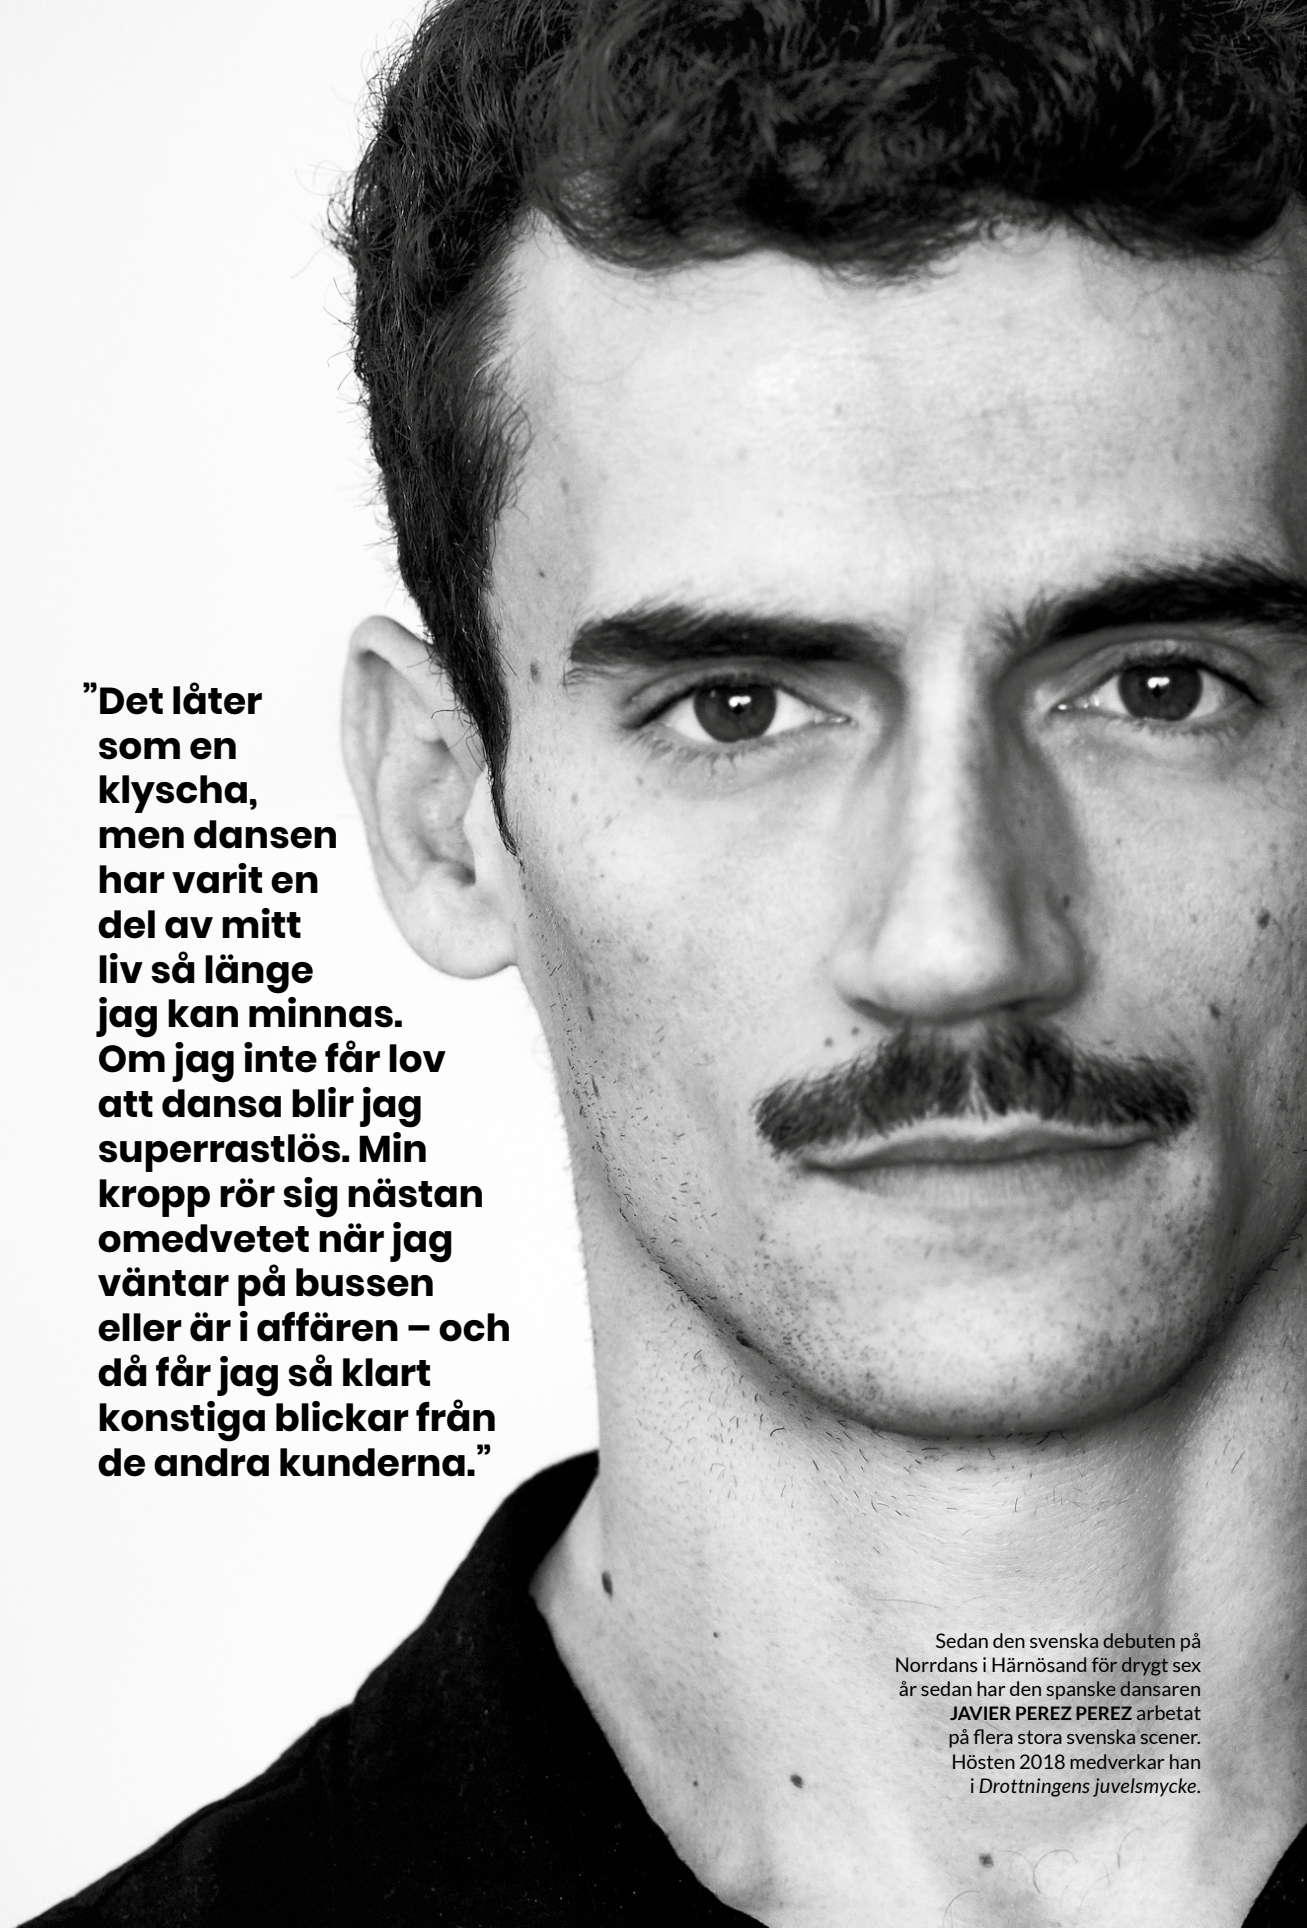 ”Det låter
som en
klyscha,
men dansen
har varit en
del av mitt
liv så länge
jag kan minnas.
Om jag inte får lov
att dansa blir jag
superrastlös. Min
kropp rör sig nästan
omedvetet när jag
väntar på bussen
eller är i affären – och
då får jag så klart
konstiga blickar från
de andra kunderna.”
Sedan den svenska debuten på
Norrdans i Härnösand för drygt sex
år sedan har den spanske dansaren
JAVIER PEREZ PEREZ arbetat
på flera stora svenska scener.
Hösten 2018 medverkar han
i Drottningens juvelsmycke.